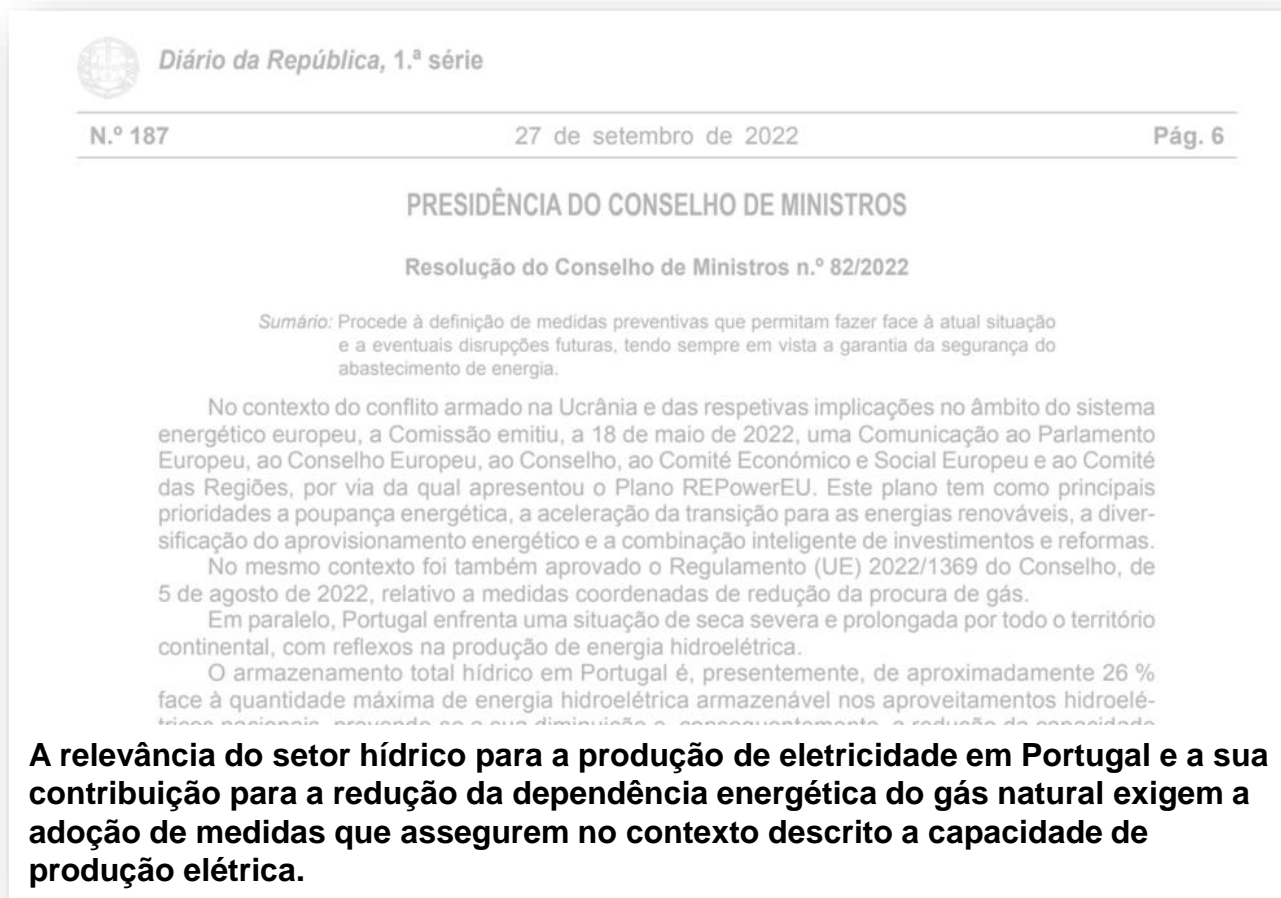 Diário da República, 1.ª série
N.º 187 27 de setembro de 2022 Pág. 6
PRESIDÊNCIA DO CONSELHO DE MINISTROS
Resolução do Conselho de Ministros n.º 82/2022
Sumário: Procede à definição de medidas preventivas que permitam fazer face à atual situação
e a eventuais disrupções futuras, tendo sempre em vista a garantia da segurança do
abastecimento de energia.
No contexto do conflito armado na Ucrânia e das respetivas implicações no âmbito do sistema
energético europeu, a Comissão emitiu, a 18 de maio de 2022, uma Comunicação ao Parlamento
Europeu, ao Conselho Europeu, ao Conselho, ao Comité Económico e Social Europeu e ao Comité
das Regiões, por via da qual apresentou o Plano REPowerEU. Este plano tem como principais
prioridades a poupança energética, a aceleração da transição para as energias renováveis, a diver-
sificação do aprovisionamento energético e a combinação inteligente de investimentos e reformas.
No mesmo contexto foi também aprovado o Regulamento (UE) 2022/1369 do Conselho, de
5 de agosto de 2022, relativo a medidas coordenadas de redução da procura de gás.
Em paralelo, Portugal enfrenta uma situação de seca severa e prolongada por todo o território
continental, com reflexos na produção de energia hidroelétrica.
O armazenamento total hídrico em Portugal é, presentemente, de aproximadamente 26 %
face à quantidade máxima de energia hidroelétrica armazenável nos aproveitamentos hidroelé-
tricos nacionais, prevendo-se a sua diminuição e, consequentemente, a redução da capacidade
A relevância do setor hídrico para a produção de eletricidade em Portugal e a sua
contribuição para a redução da dependência energética do gás natural exigem a
adoção de medidas que assegurem no contexto descrito a capacidade de
produção elétrica.